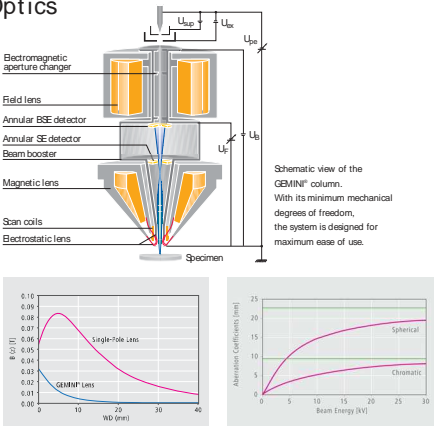 Optics
Usup
Uex
Upe
Electromagnetic
aperture changer
Field lens
Annular BSE detector
Annular SE detector
Beam booster
UF
UB
Magnetic lens
Scan coils
Electrostatic lens
Specimen
Schematic view of the
GEMINI® column.
With its minimum mechanical
degrees of freedom,
the system is designed for
maximum ease of use.
B (z) [T]
0.10
0.09
0.08
0.07
0.06
0.05
0.04
0.03
0.02
0.01
0.00
Single-Pole Lens
GEMINI® Lens
0 10 20 30 40
WD (mm)
Aberration Coefficients [mm]
25
20
15
10
5
0
Spherical
Chromatic
0 5 10 15 20 25 30
Beam Energy [kV]